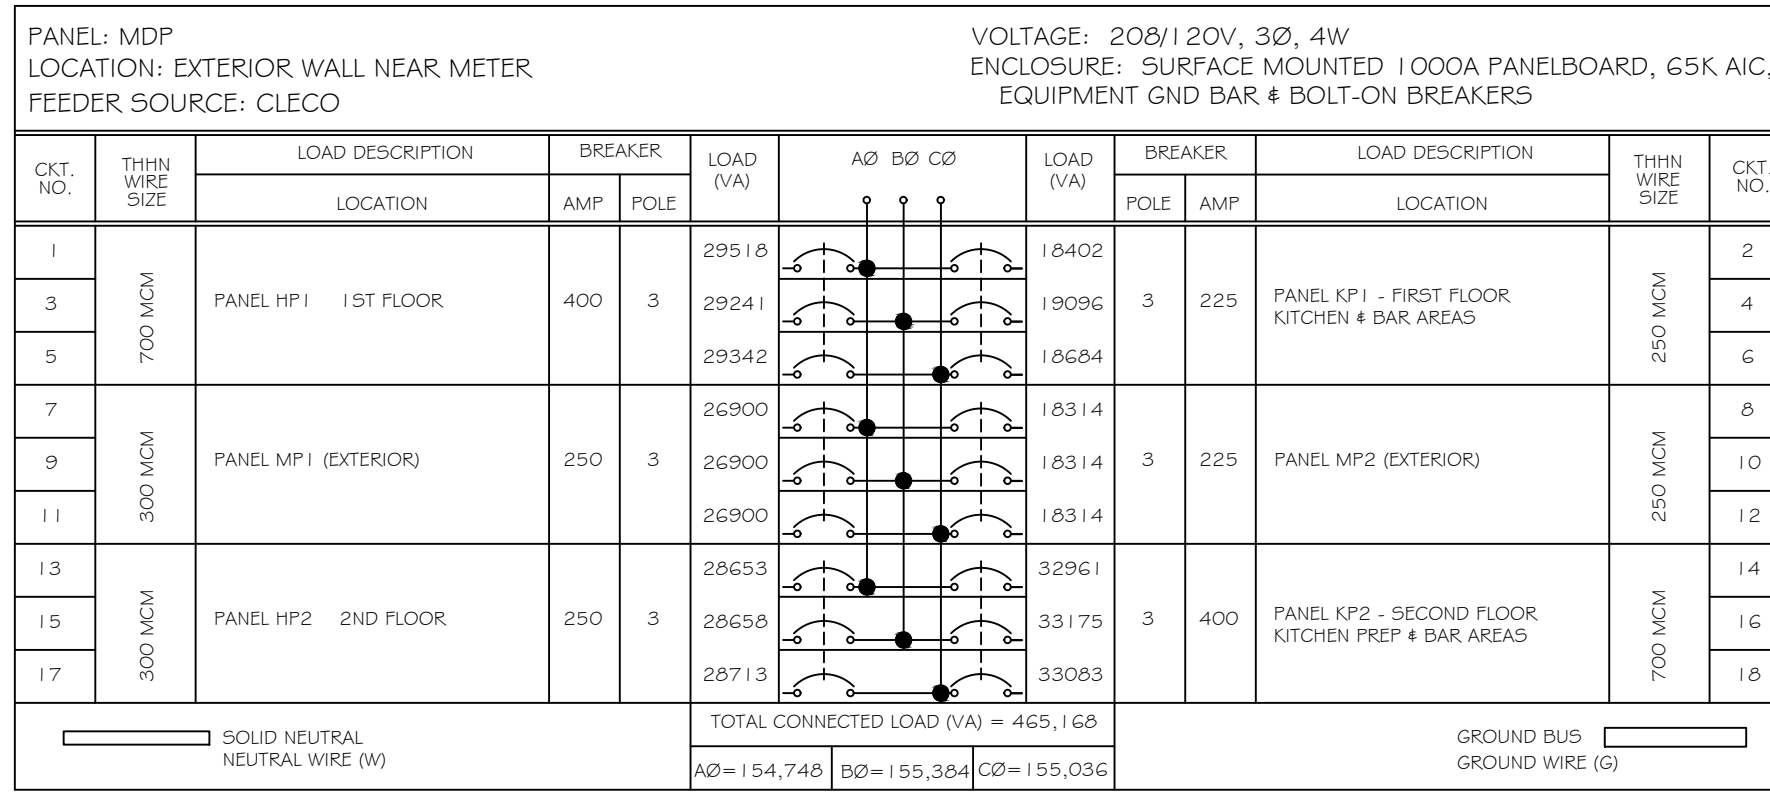 PANEL: MDP
LOCATION: EXTERIOR WALL NEAR METER
FEEDER SOURCE: CLECO
VOLTAGE: 208/120V, 3Ø, 4W
ENCLOSURE: SURFACE MOUNTED 1000A PANELBOARD, 65K AIC,
EQUIPMENT GND BAR & BOLT-ON BREAKERS
CKT. NO. THHN WIRE SIZE LOAD DESCRIPTION LOCATION BREAKER AMP POLE LOAD (VA) AØ BØ CØ LOAD (VA) BREAKER POLE AMP LOAD DESCRIPTION LOCATION THHN WIRE SIZE CKT. NO.
1 29518 18402 2
3 700 MCM PANEL HP1 1ST FLOOR 400 3 29241 19096 3 225 PANEL KP1 - FIRST FLOOR KITCHEN & BAR AREAS 250 MCM 4
5 29342 18684 6
7 26900 18314 8
9 300 MCM PANEL MP1 (EXTERIOR) 250 3 26900 18314 3 225 PANEL MP2 (EXTERIOR) 250 MCM 10
11 26900 18314 12
13 28653 32961 14
15 300 MCM PANEL HP2 2ND FLOOR 250 3 28658 33175 3 400 PANEL KP2 - SECOND FLOOR KITCHEN PREP & BAR AREAS 700 MCM 16
17 28713 33083 18
SOLID NEUTRAL
NEUTRAL WIRE (W)
TOTAL CONNECTED LOAD (VA) = 465,168
AØ=154,748 BØ=155,384 CØ=155,036
GROUND BUS
GROUND WIRE (G)